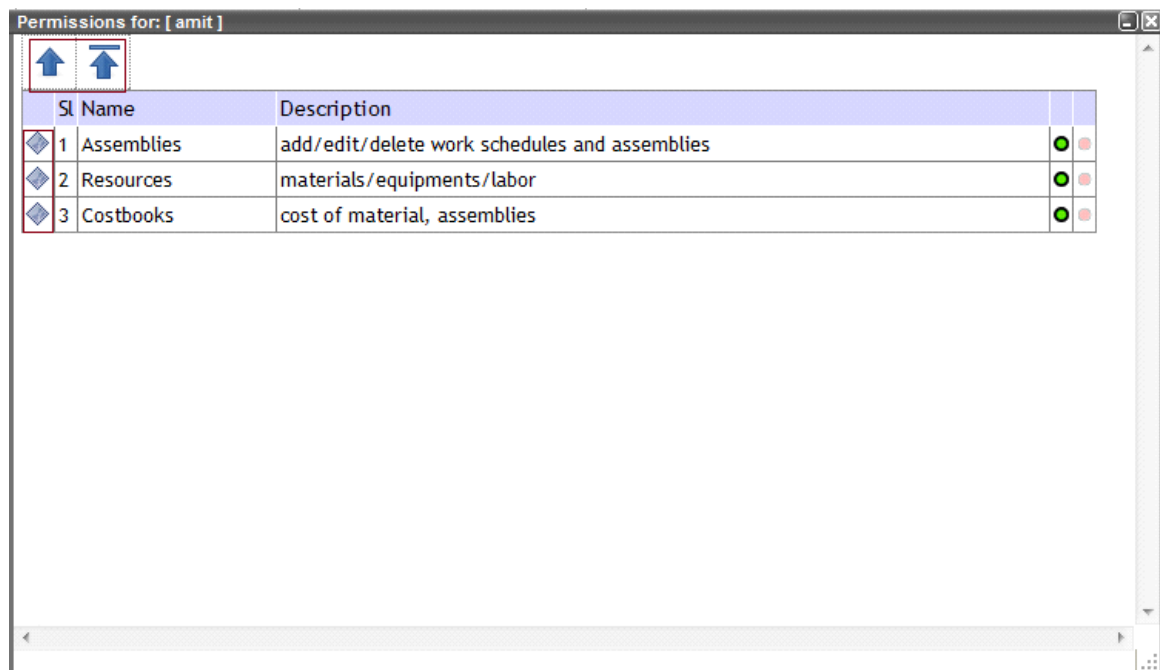 Permissions for: [ amit ]
Sl Name Description
1 Assemblies add/edit/delete work schedules and assemblies
2 Resources materials/equipments/labor
3 Costbooks cost of material, assemblies